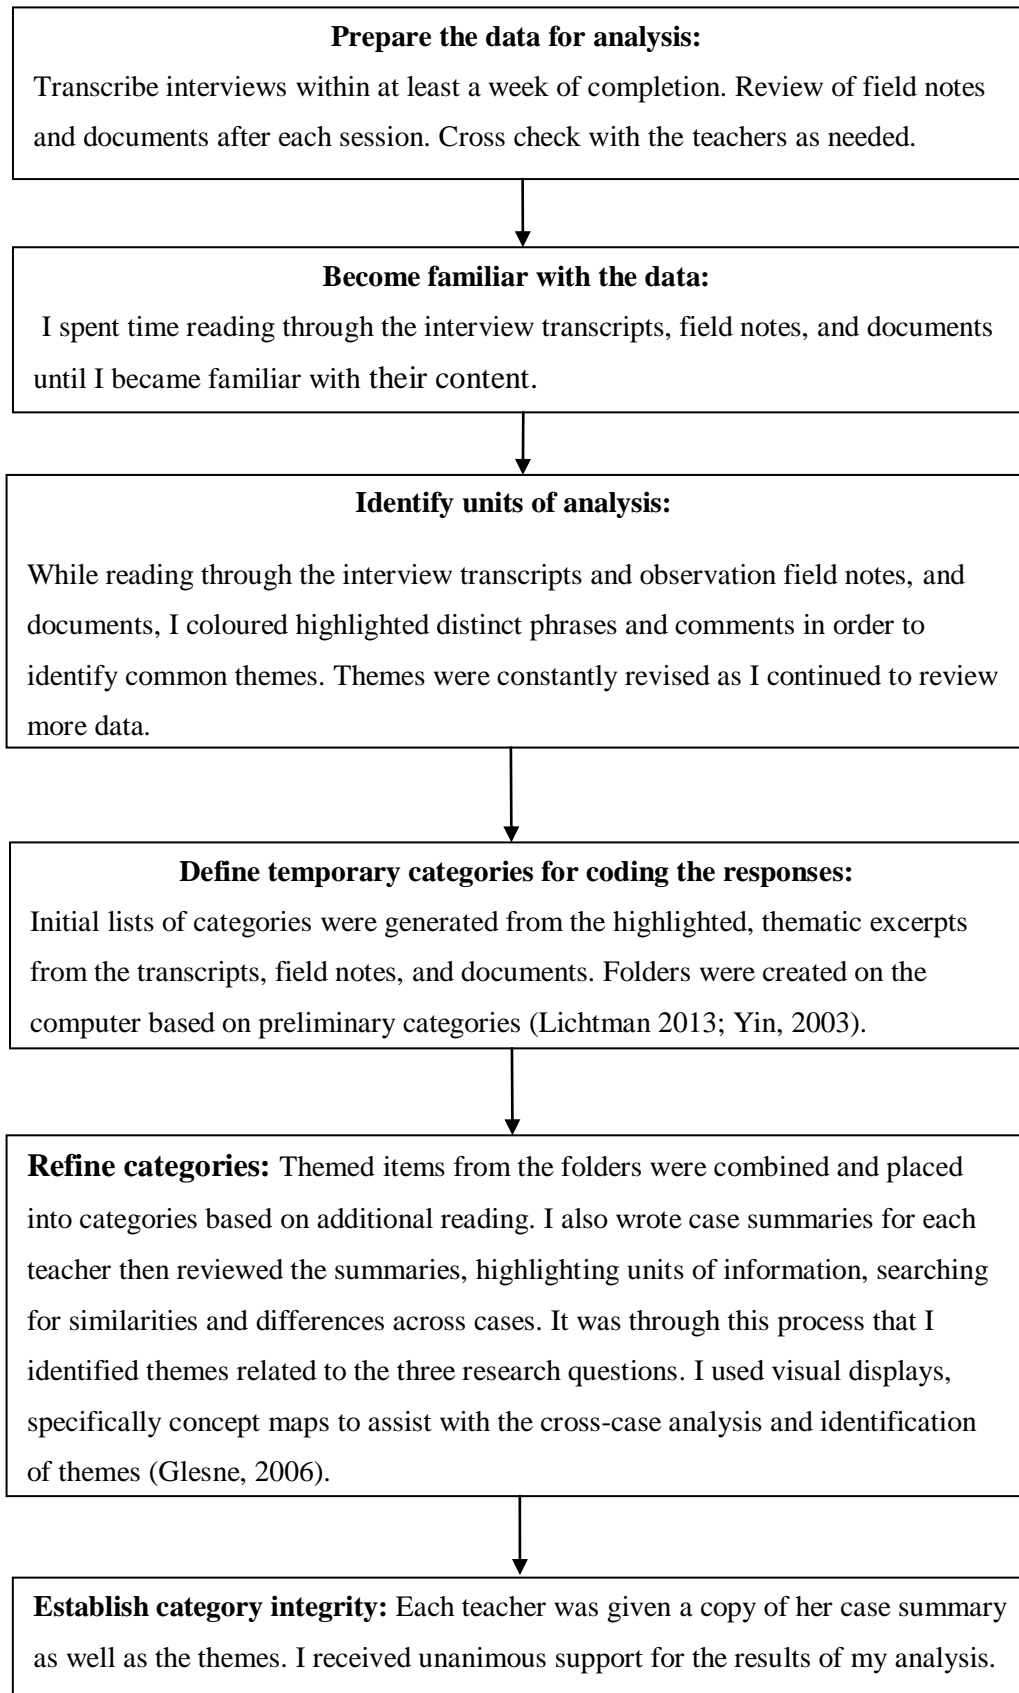 Prepare the data for analysis:
Transcribe interviews within at least a week of completion. Review of field notes
and documents after each session. Cross check with the teachers as needed.
Become familiar with the data:
I spent time reading through the interview transcripts, field notes, and documents
until I became familiar with their content.
Identify units of analysis:
While reading through the interview transcripts and observation field notes, and
documents, I coloured highlighted distinct phrases and comments in order to
identify common themes. Themes were constantly revised as I continued to review
more data.
Define temporary categories for coding the responses:
Initial lists of categories were generated from the highlighted, thematic excerpts
from the transcripts, field notes, and documents. Folders were created on the
computer based on preliminary categories (Lichtman 2013; Yin, 2003).
Refine categories: Themed items from the folders were combined and placed
into categories based on additional reading. I also wrote case summaries for each
teacher then reviewed the summaries, highlighting units of information, searching
for similarities and differences across cases. It was through this process that I
identified themes related to the three research questions. I used visual displays,
specifically concept maps to assist with the cross-case analysis and identification
of themes (Glesne, 2006).
Establish category integrity: Each teacher was given a copy of her case summary
as well as the themes. I received unanimous support for the results of my analysis.